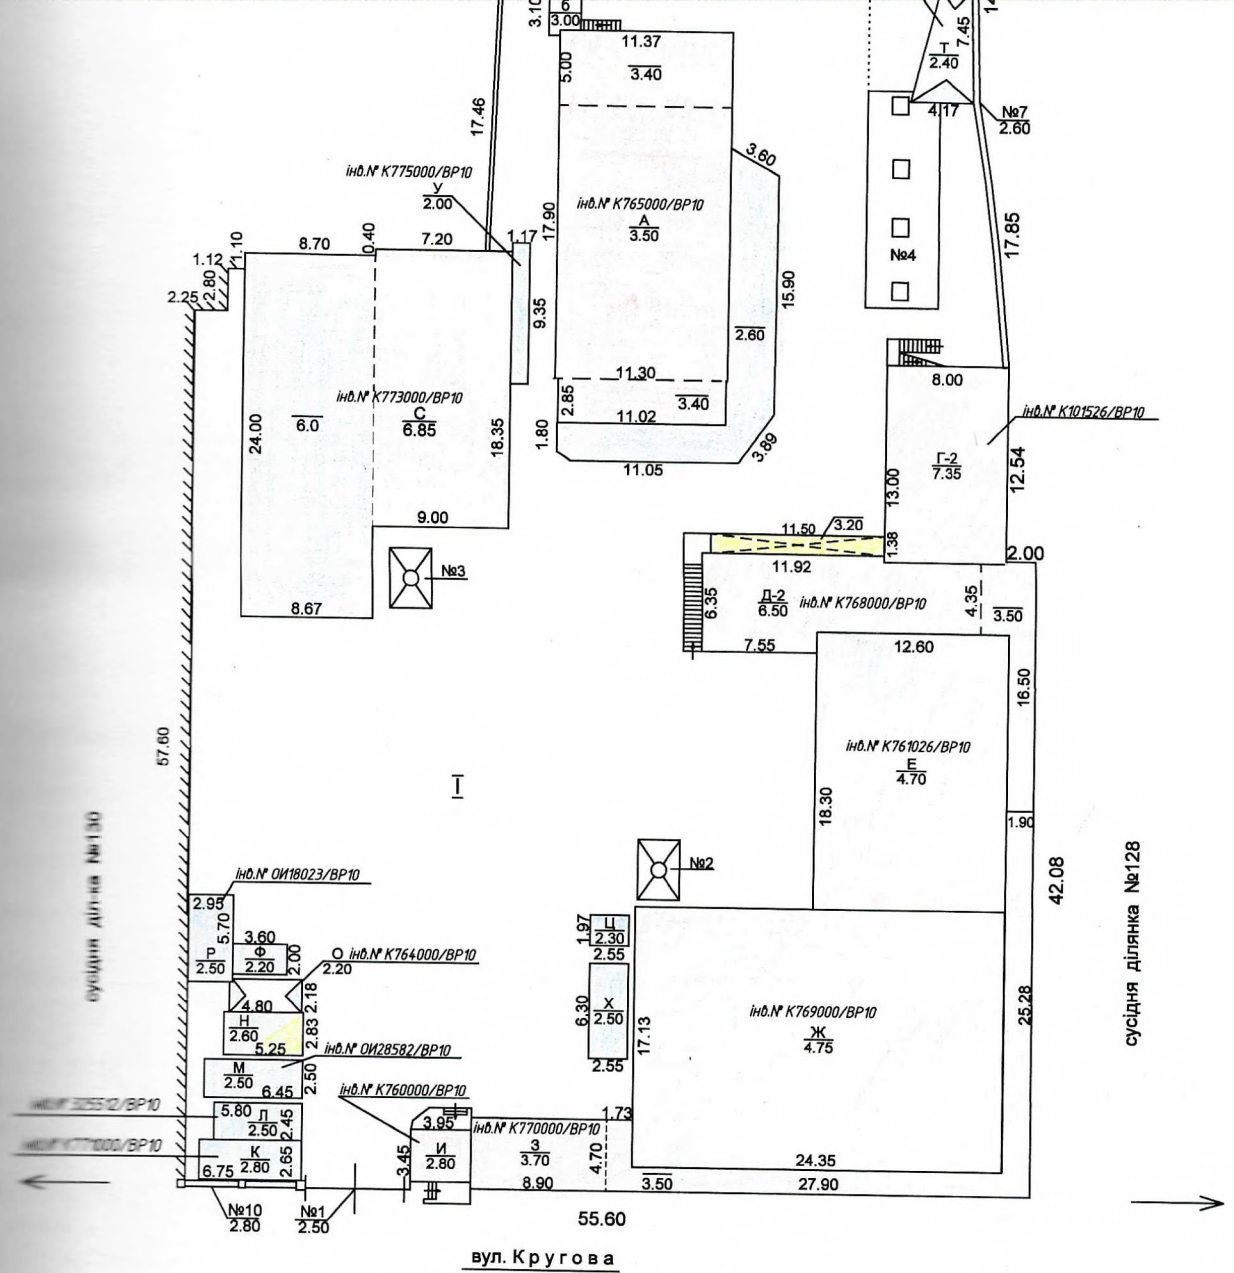 3.10
б
3.00
11.37
5.00
3.40
14
7.45
Т
2.40
4.17
№7
2.60
17.46
3.60
інв.№ К775000/ВР10
У
2.00
інв.№ К765000/ВР10
А
3.50
17.90
17.85
№4
1.12
1.10
8.70
0.40
7.20
1.17
2.25
2.80
9.35
15.90
2.60
11.30
2.85
3.40
11.02
1.80
11.05
3.89
8.00
інв.№ К101526/ВР10
24.00
6.0
інв.№ К773000/ВР10
С
6.85
18.35
Г-2
7.35
13.00
12.54
9.00
11.50
3.20
1.38
2.00
№3
8.67
11.92
6.35
Д-2
6.50
інв.№ К768000/ВР10
4.35
3.50
7.55
12.60
16.50
57.60
І
інв.№ К761026/ВР10
Е
4.70
18.30
1.90
№2
42.08
сусідня діл-ка №130
сусідня ділянка №128
інв.№ ОИ18023/ВР10
2.95
5.70
Р
2.50
3.60
Ф
2.20
2.00
О інв.№ К764000/ВР10
2.20
1.97
Ц
2.30
2.55
4.80
2.18
Н
2.60
2.83
5.25
6.30
Х
2.50
2.55
17.13
інв.№ К769000/ВР10
Ж
4.75
25.28
інв.№ ОИ28582/ВР10
М
2.50
6.45
2.50
інв.№ К760000/ВР10
інв.№ 325512/ВР10
5.80
Л
2.50
2.45
інв.№ К771000/ВР10
К
6.75
2.80
2.65
3.95
інв.№ К770000/ВР10
1.73
И
2.80
3.45
З
3.70
4.70
8.90
3.50
24.35
27.90
№10
2.80
№1
2.50
55.60
вул. Кругова